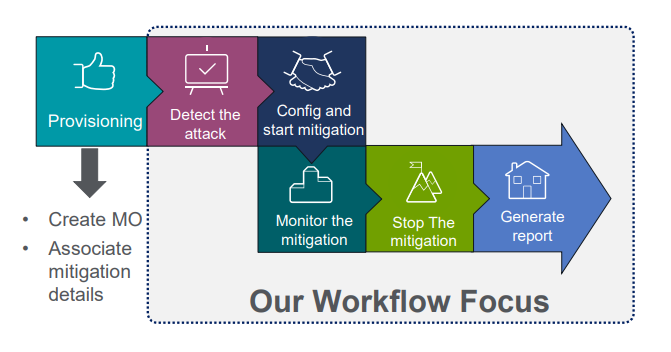 Provisioning
Detect the
attack
Config and
start mitigation
Monitor the
mitigation
Stop The
mitigation
Generate
report
• Create MO
• Associate
mitigation
details
Our Workflow Focus